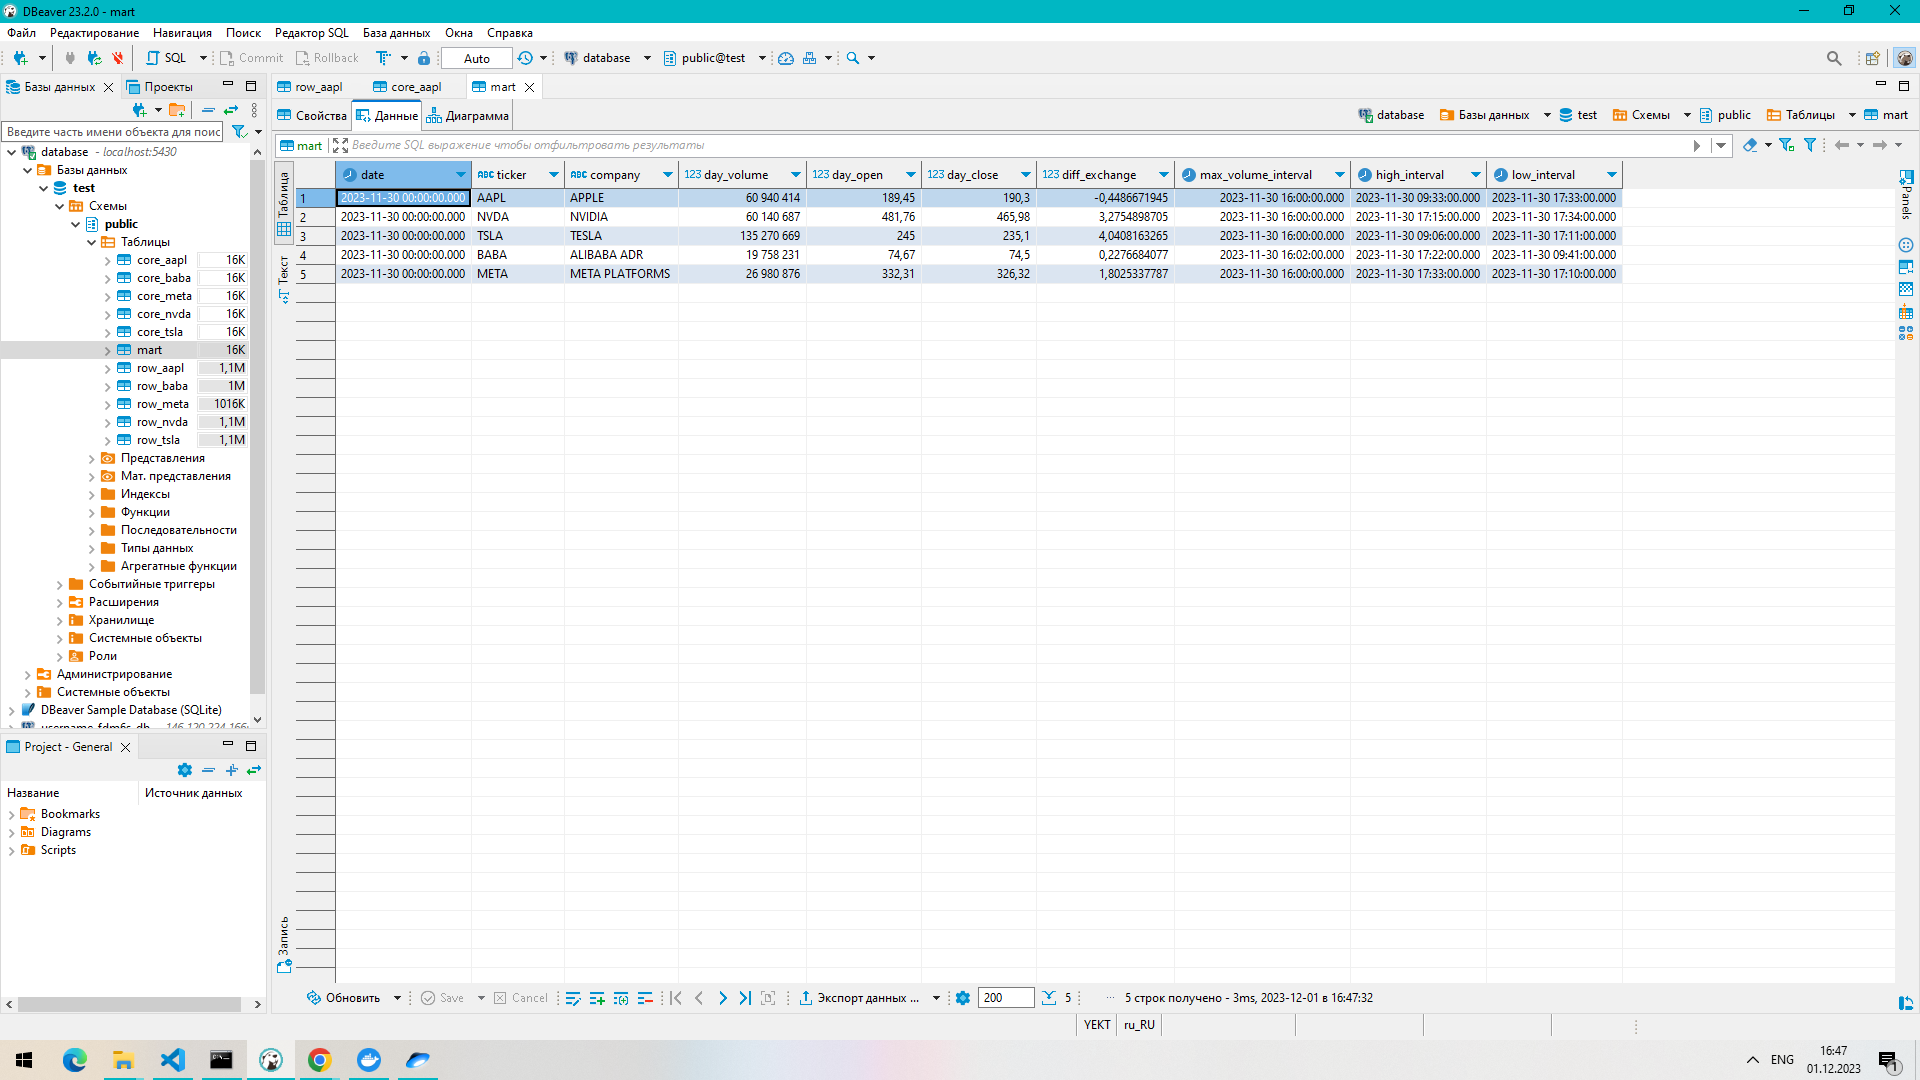 DBeaver 23.2.0 - mart
Файл Редактирование Навигация Поиск Редактор SQL База данных Окна Справка
SQL Commit Rollback Auto database public@test
Базы данных Проекты
Введите часть имени объекта для поис
database - localhost:5430
Базы данных
test
Схемы
public
Таблицы
core_aapl 16K
core_baba 16K
core_meta 16K
core_nvda 16K
core_tsla 16K
mart 16K
row_aapl 1,1M
row_baba 1M
row_meta 1016K
row_nvda 1,1M
row_tsla 1,1M
Представления
Мат. представления
Индексы
Функции
Последовательности
Типы данных
Агрегатные функции
Событийные триггеры
Расширения
Хранилище
Системные объекты
Роли
Администрирование
Системные объекты
DBeaver Sample Database (SQLite)
Project - General
Название Источник данных
Bookmarks
Diagrams
Scripts
row_aapl core_aapl mart
Свойства Данные Диаграмма
database Базы данных test Схемы public Таблицы mart
mart Введите SQL выражение чтобы отфильтровать результаты
Таблица
Текст
Запись
Panels
date ABC ticker ABC company 123 day_volume 123 day_open 123 day_close 123 diff_exchange max_volume_interval high_interval low_interval
1 2023-11-30 00:00:00.000 AAPL APPLE 60 940 414 189,45 190,3 -0,4486671945 2023-11-30 16:00:00.000 2023-11-30 09:33:00.000 2023-11-30 17:33:00.000
2 2023-11-30 00:00:00.000 NVDA NVIDIA 60 140 687 481,76 465,98 3,2754898705 2023-11-30 16:00:00.000 2023-11-30 17:15:00.000 2023-11-30 17:34:00.000
3 2023-11-30 00:00:00.000 TSLA TESLA 135 270 669 245 235,1 4,0408163265 2023-11-30 16:00:00.000 2023-11-30 09:06:00.000 2023-11-30 17:11:00.000
4 2023-11-30 00:00:00.000 BABA ALIBABA ADR 19 758 231 74,67 74,5 0,2276684077 2023-11-30 16:02:00.000 2023-11-30 17:22:00.000 2023-11-30 09:41:00.000
5 2023-11-30 00:00:00.000 META META PLATFORMS 26 980 876 332,31 326,32 1,8025337787 2023-11-30 16:00:00.000 2023-11-30 17:33:00.000 2023-11-30 17:10:00.000
Обновить Save Cancel Экспорт данных ... 200 5 ... 5 строк получено - 3ms, 2023-12-01 в 16:47:32
YEKT ru_RU
ENG 16:47
01.12.2023
1